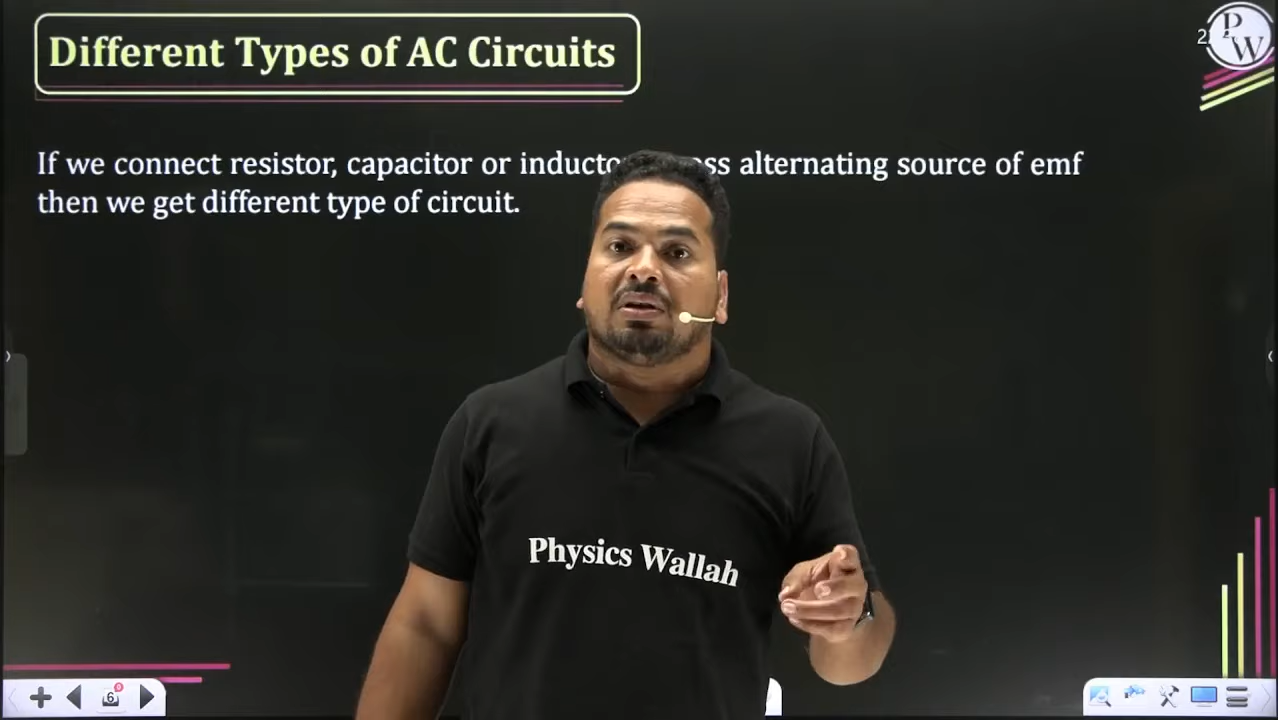 Different Types of AC Circuits
If we connect resistor, capacitor or inducto ss alternating source of emf
then we get different type of circuit.
Physics Wallah
P
W
6